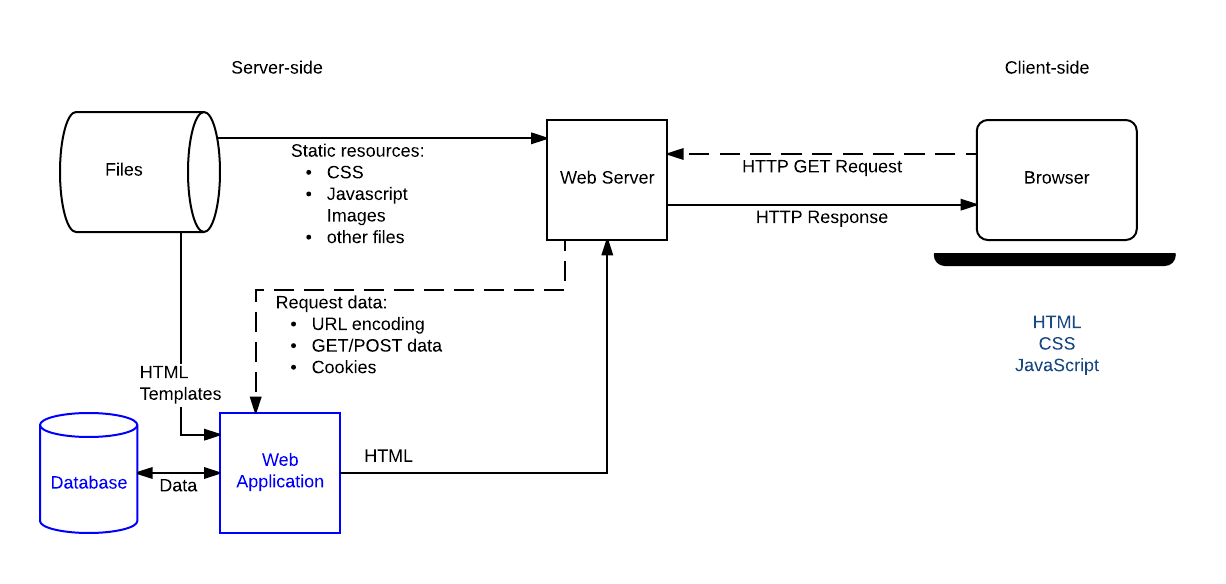 Server-side
Client-side
Files
Static resources:
• CSS
• Javascript
Images
• other files
Web Server
HTTP GET Request
HTTP Response
Browser
Request data:
• URL encoding
• GET/POST data
• Cookies
HTML
CSS
JavaScript
HTML
Templates
Database
Data
Web
Application
HTML